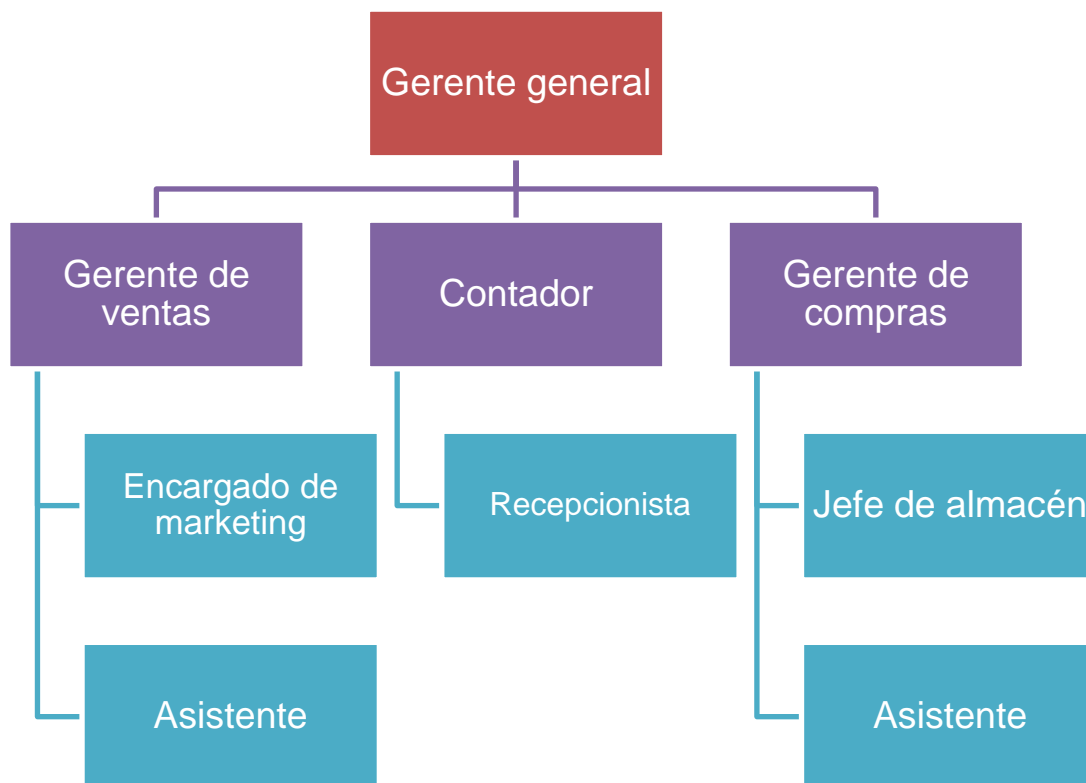 Gerente general
Gerente de
ventas
Contador
Gerente de
compras
Encargado de
marketing
Recepcionista
Jefe de almacén
Asistente
Asistente